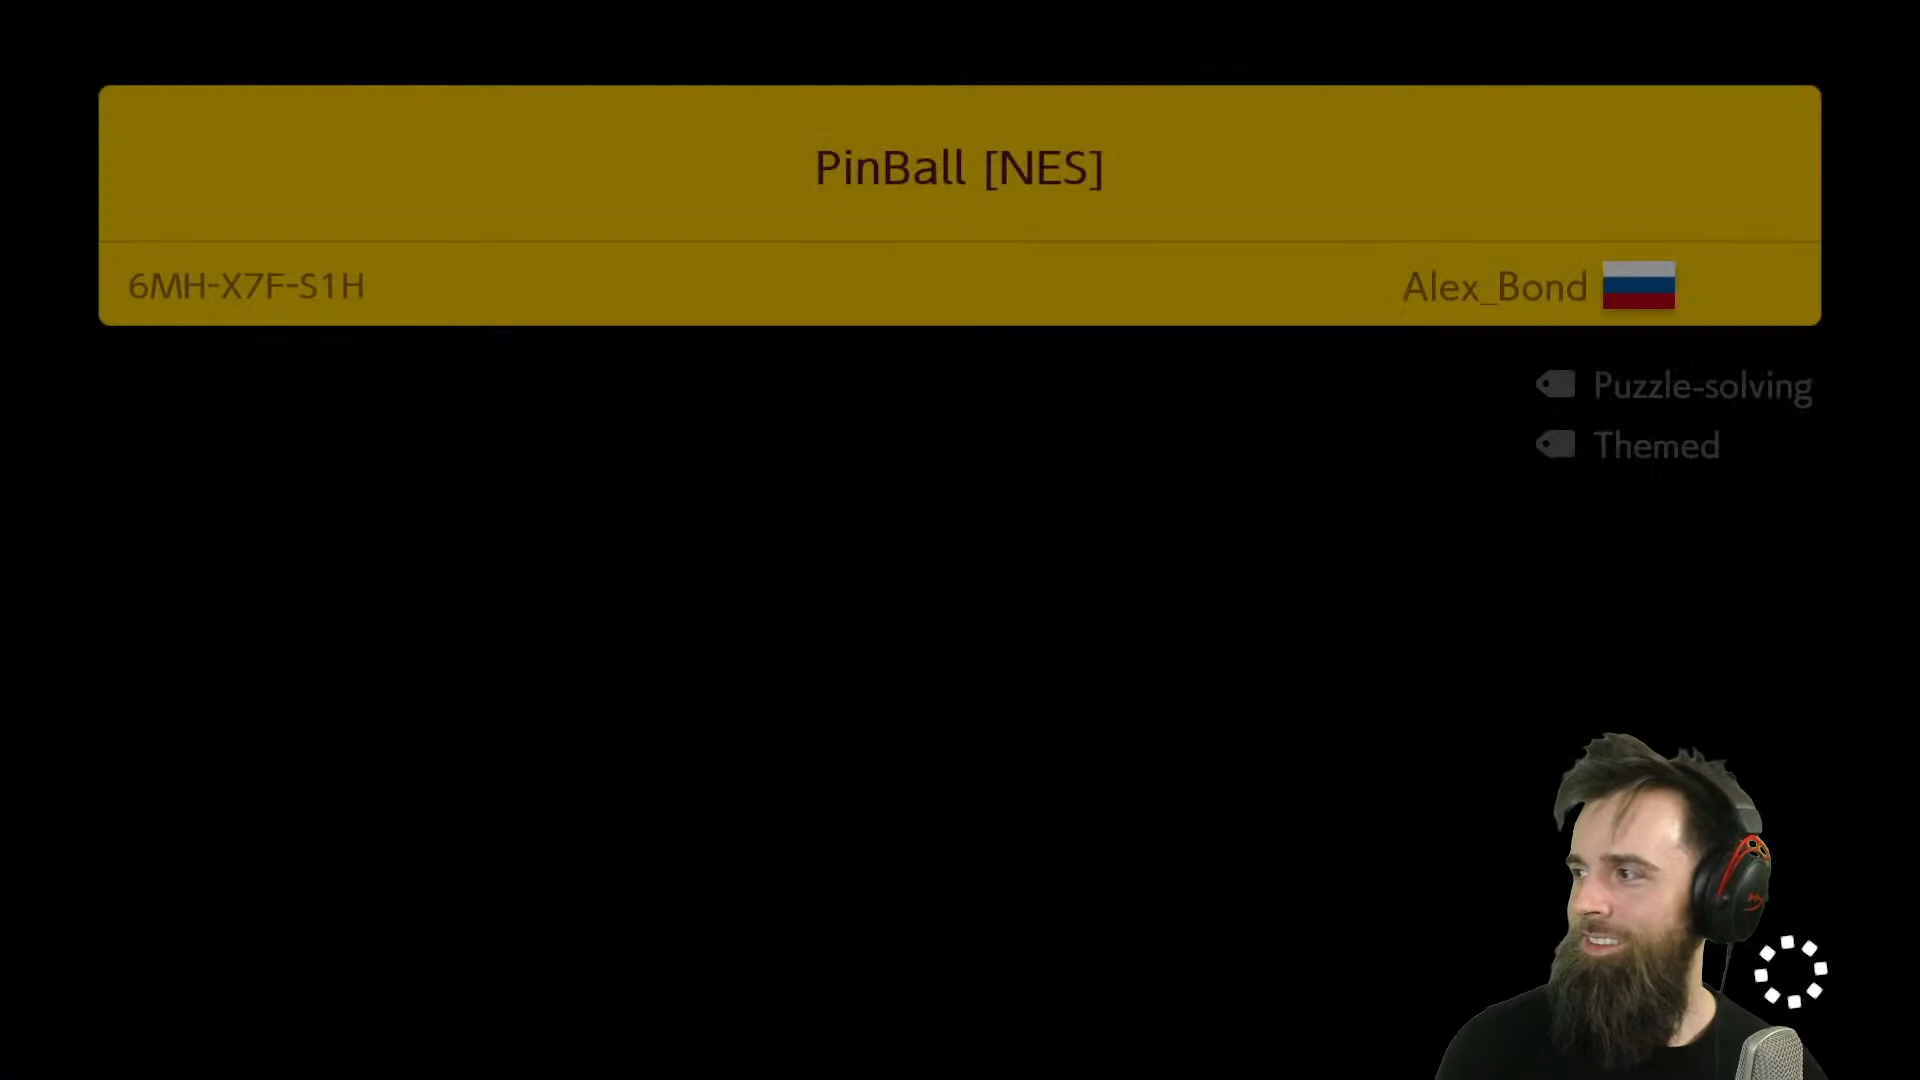 PinBall [NES]
6MH-X7F-S1H
Alex_Bond
Puzzle-solving
Themed